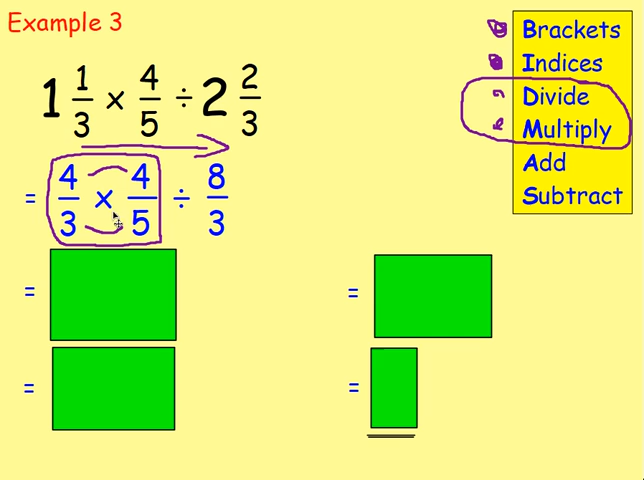 Example 3
1 1/3 x 4/5 ÷ 2 2/3
= 4/3 x 4/5 ÷ 8/3
=
=
=
=
Brackets
Indices
Divide
Multiply
Add
Subtract